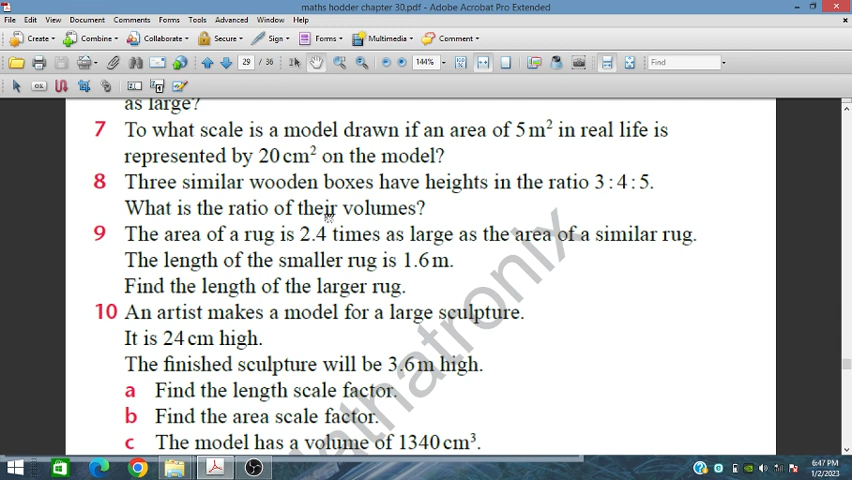 maths hodder chapter 30.pdf - Adobe Acrobat Pro Extended
File Edit View Document Comments Forms Tools Advanced Window Help
Create Combine Collaborate Secure Sign Forms Multimedia Comment
29 / 36 144% Find
as large?
7 To what scale is a model drawn if an area of 5 m² in real life is
represented by 20 cm² on the model?
8 Three similar wooden boxes have heights in the ratio 3 : 4 : 5.
What is the ratio of their volumes?
9 The area of a rug is 2.4 times as large as the area of a similar rug.
The length of the smaller rug is 1.6 m.
Find the length of the larger rug.
10 An artist makes a model for a large sculpture.
It is 24 cm high.
The finished sculpture will be 3.6 m high.
a Find the length scale factor.
b Find the area scale factor.
c The model has a volume of 1340 cm³.
6:47 PM
1/2/2023